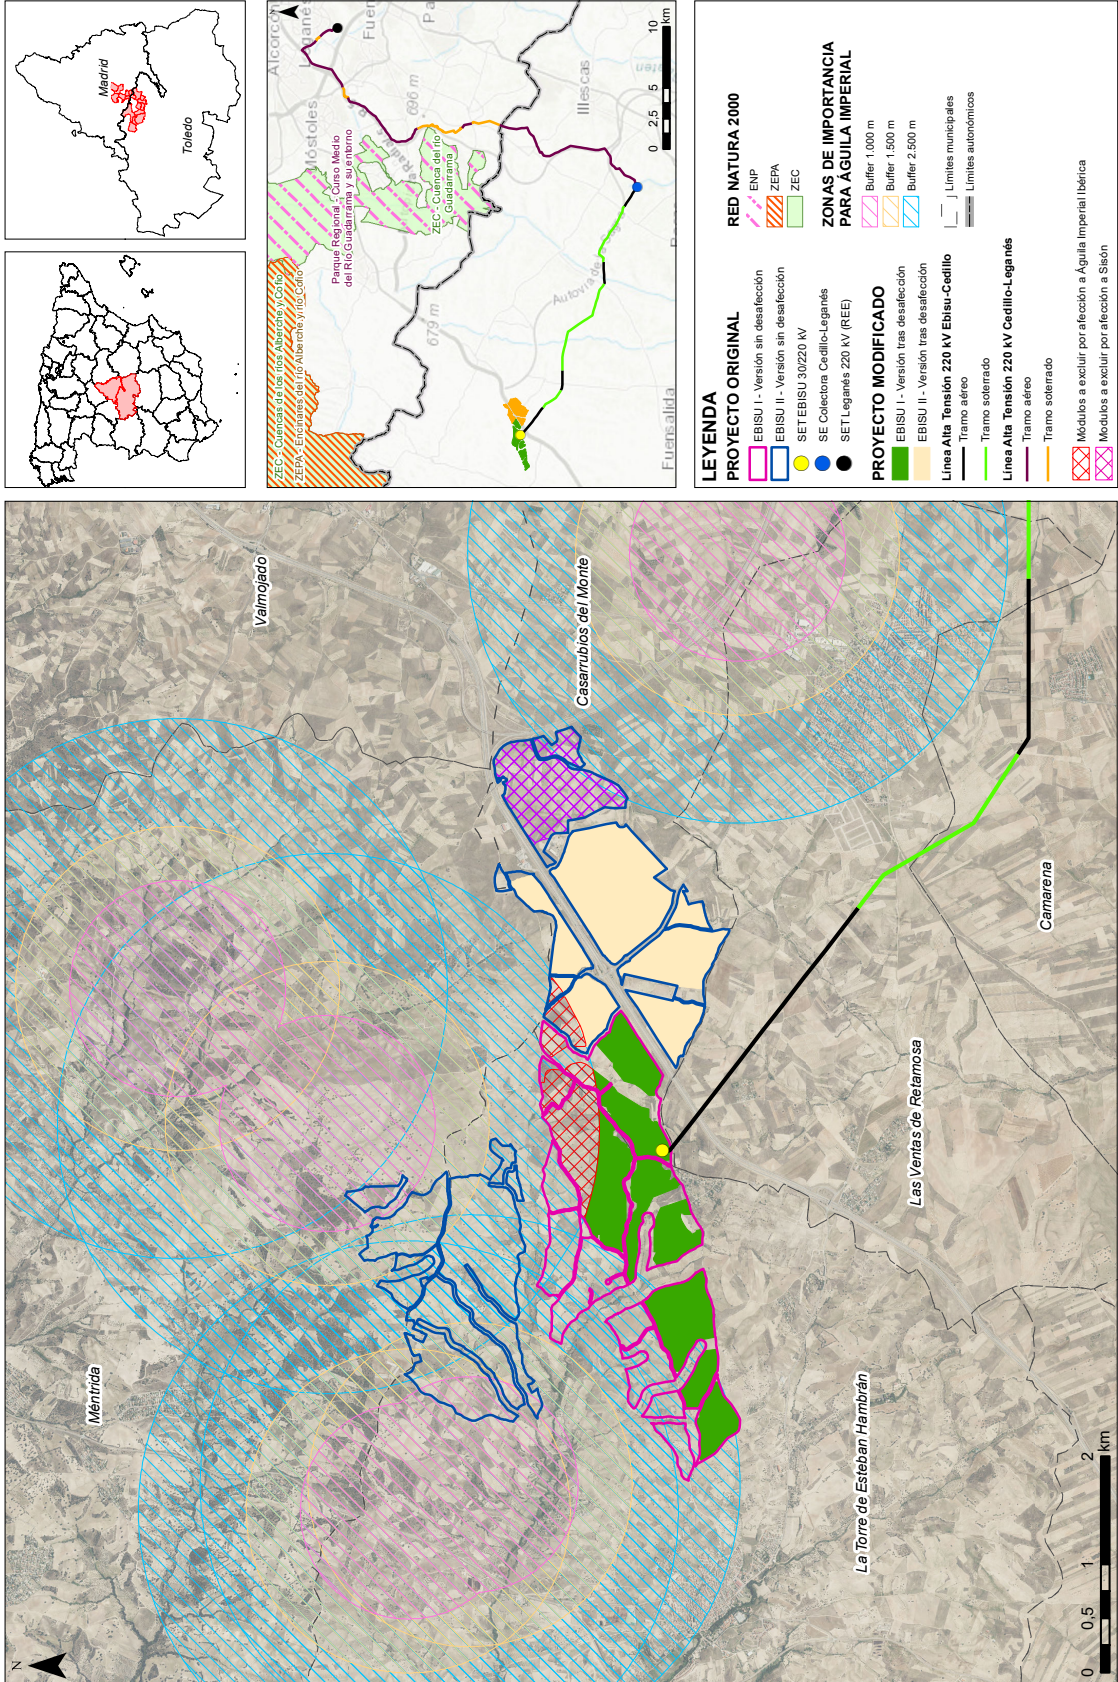 Madrid
Toledo
Alcorcón
Leganés
Fuen
Pa
Móstoles
Radial
696 m
Parque Regional - Curso Medio
del Río Guadarrama y su entorno
ZEC - Cuenca del río
Guadarrama
ZEC - Cuencas de los ríos Alberche y Cofio
ZEPA - Encinares del río Alberche y río Cofio
679 m
Illescas
Autovía de la
Fuensalida
0 2,5 5 10
km
LEYENDA
PROYECTO ORIGINAL
EBISU I - Versión sin desafección
EBISU II - Versión sin desafección
SET EBISU 30/220 kV
SE Colectora Cedillo-Leganés
SET Leganés 220 kV (REE)
PROYECTO MODIFICADO
EBISU I - Versión tras desafección
EBISU II - Versión tras desafección
Línea Alta Tensión 220 kV Ebisu-Cedillo
Tramo aéreo
Tramo soterrado
Línea Alta Tensión 220 kV Cedillo-Leganés
Tramo aéreo
Tramo soterrado
Módulos a excluir por afección a Águila Imperial Ibérica
Módulos a excluir por afección a Sisón
RED NATURA 2000
ENP
ZEPA
ZEC
ZONAS DE IMPORTANCIA
PARA ÁGUILA IMPERIAL
Buffer 1.000 m
Buffer 1.500 m
Buffer 2.500 m
Límites municipales
Límites autonómicos
N
Méntrida
Valmojado
Casarrubios del Monte
La Torre de Esteban Hambrán
Las Ventas de Retamosa
Camarena
0 0,5 1 2
km